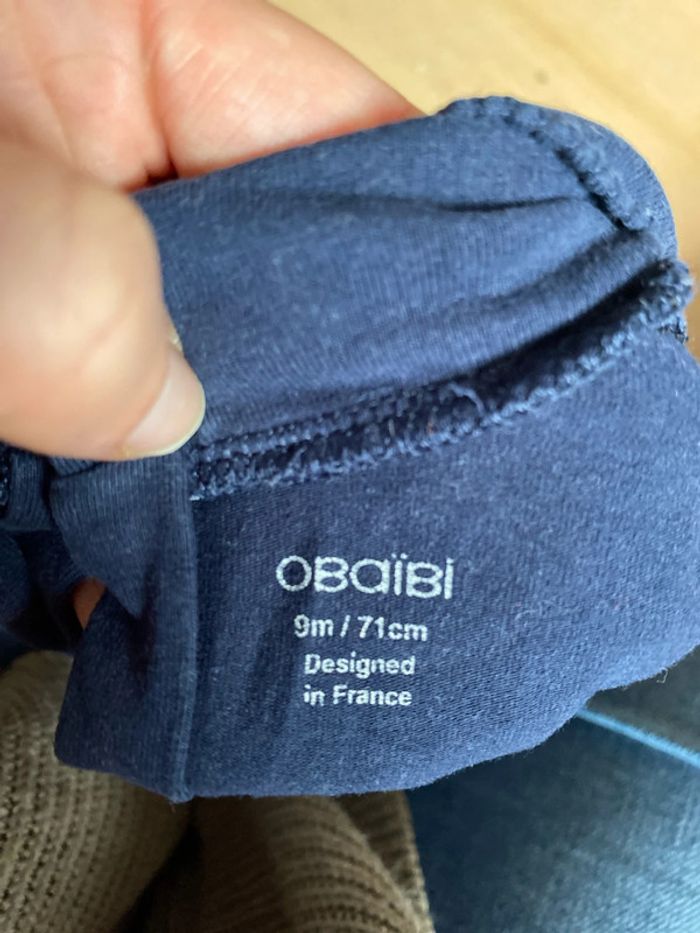 OBaïBi
9m / 71cm
Designed
in France